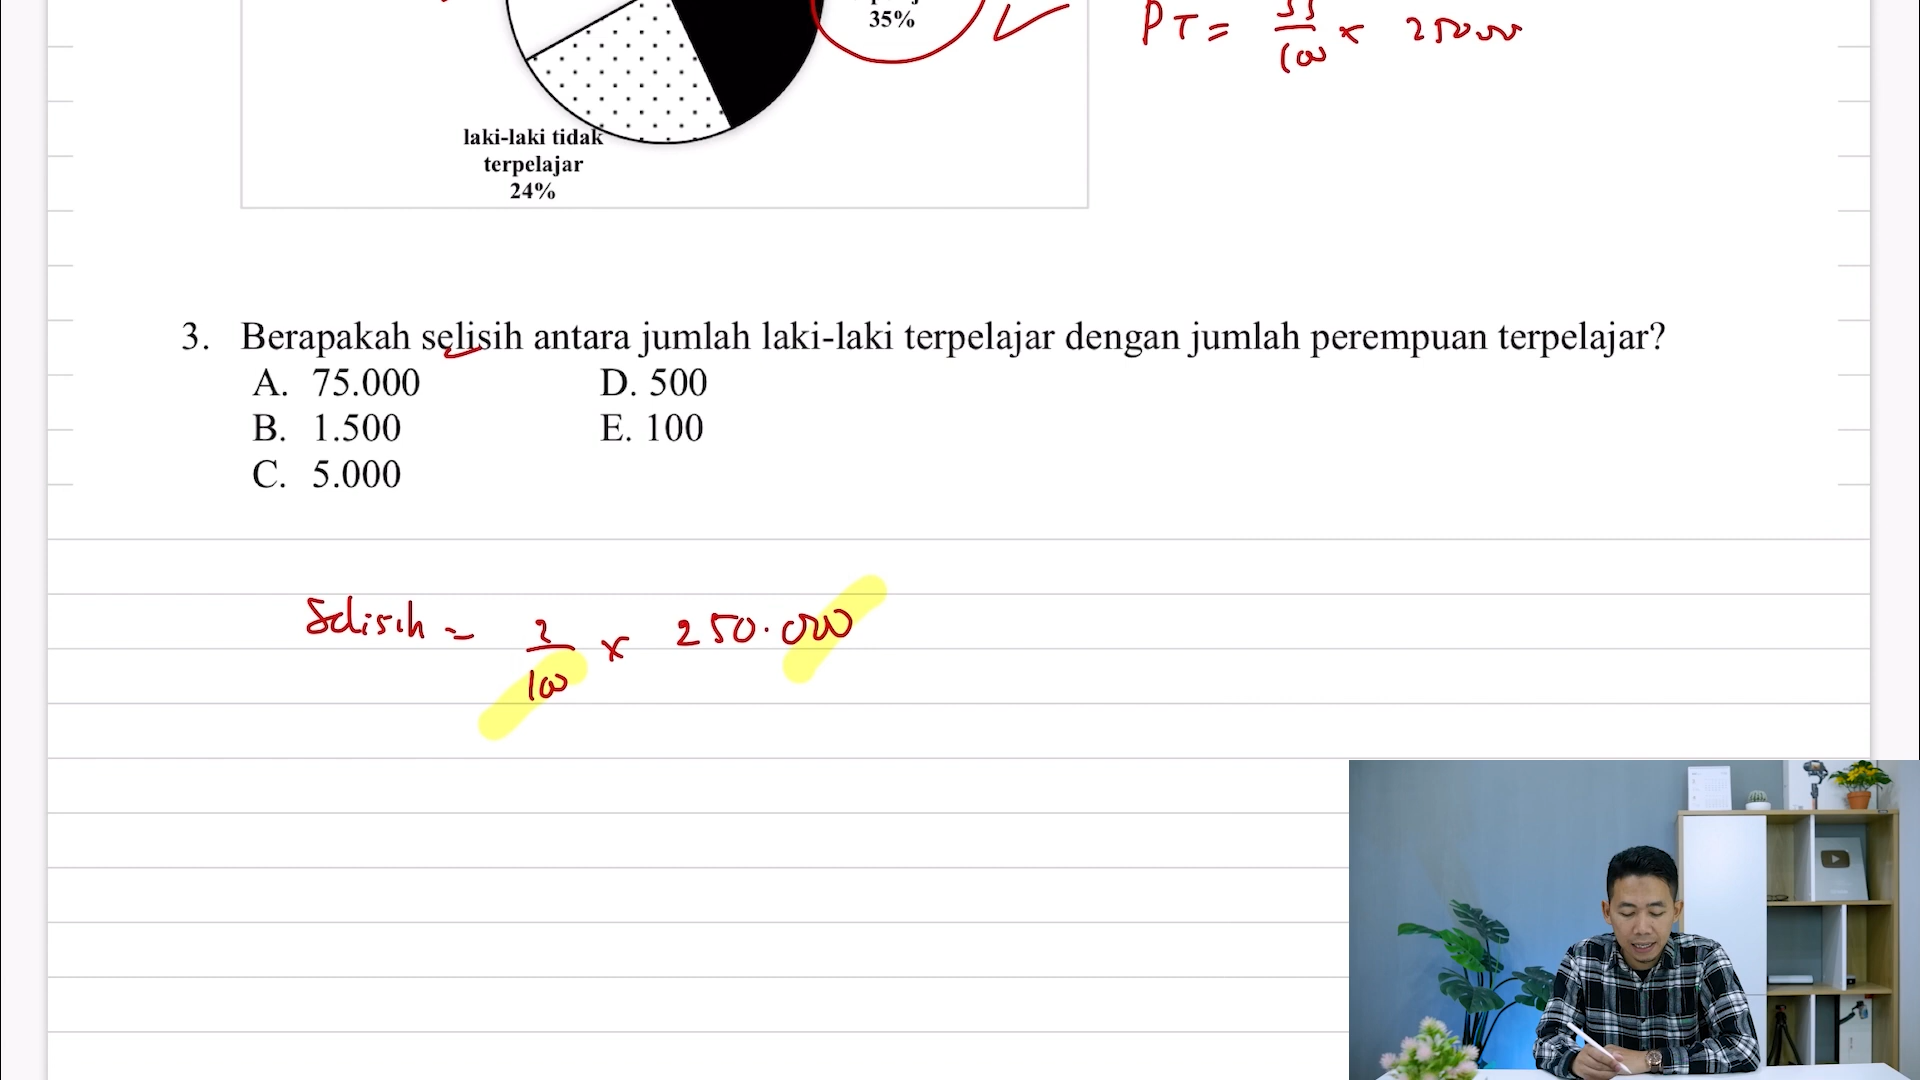 35%
PT = 35/100 x 250000
laki-laki tidak
terpelajar
24%
3. Berapakah selisih antara jumlah laki-laki terpelajar dengan jumlah perempuan terpelajar?
A. 75.000 D. 500
B. 1.500 E. 100
C. 5.000
Selisih = 2/100 x 250.000